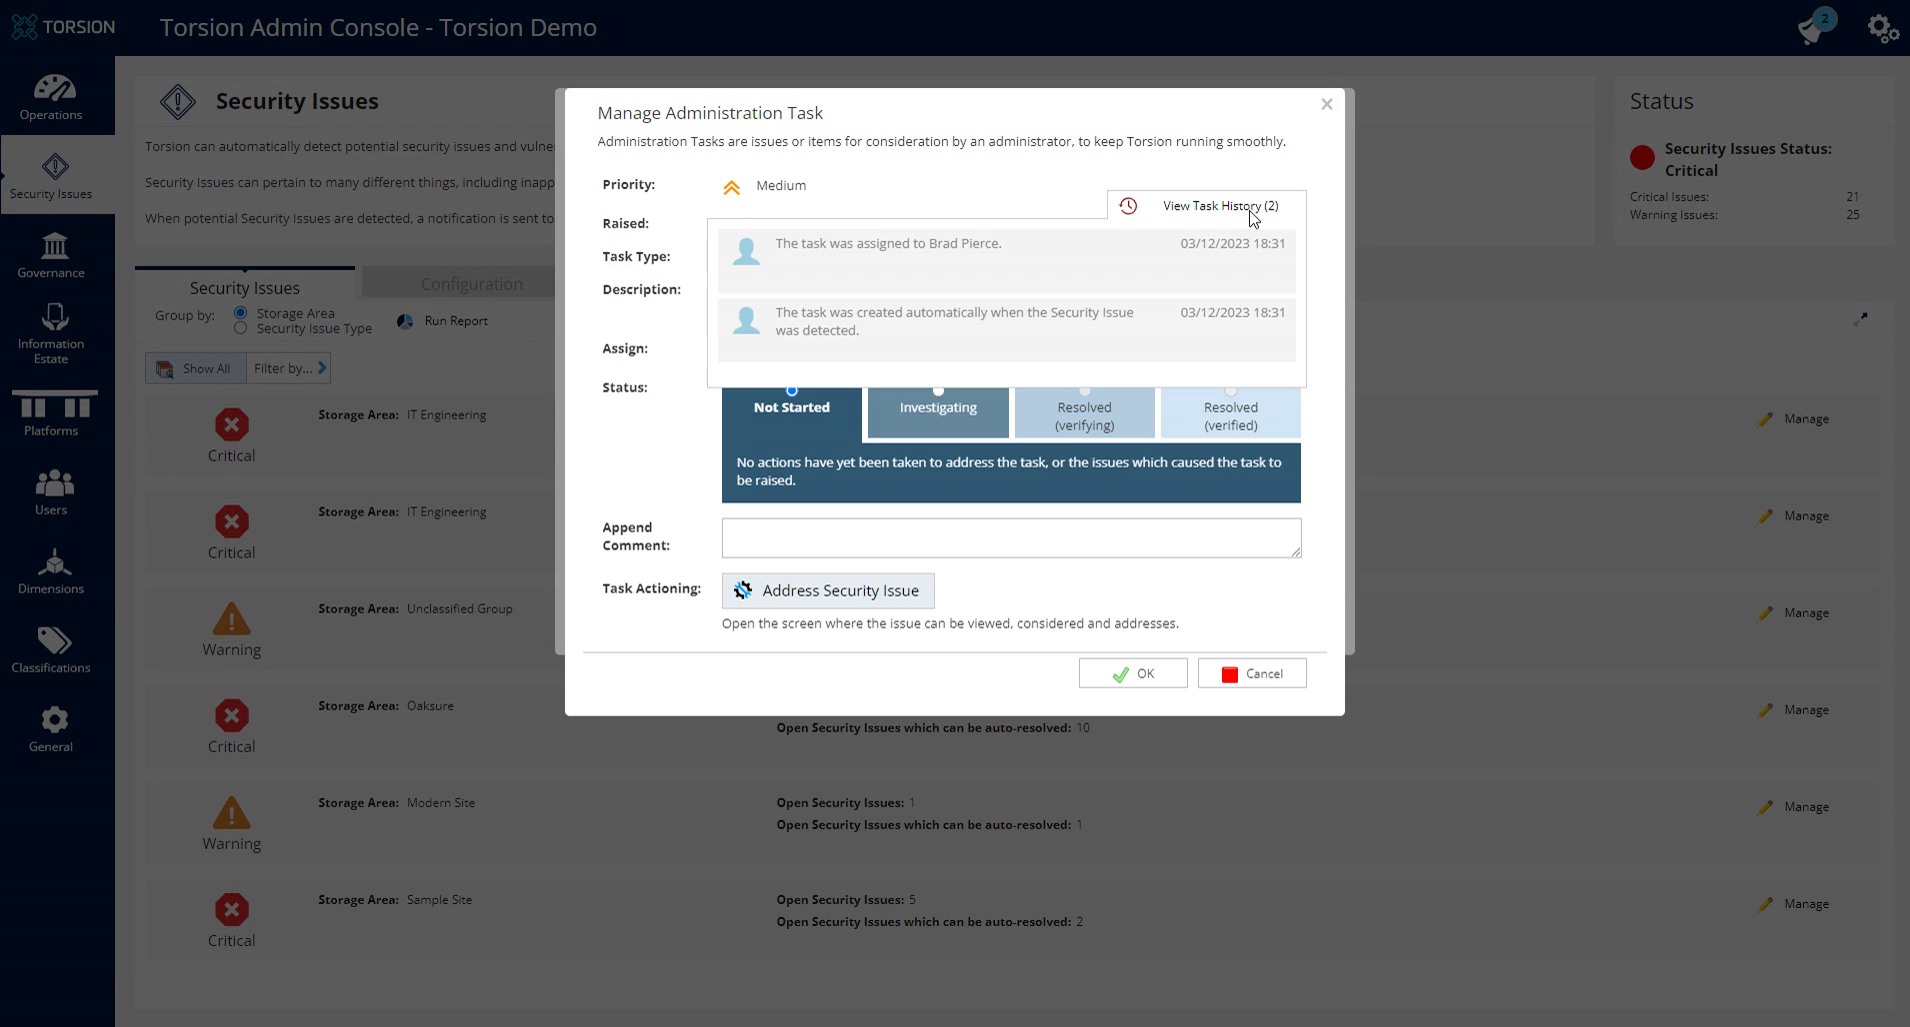 TORSION
Torsion Admin Console - Torsion Demo
2
Operations
Security Issues
Governance
Information
Estate
Platforms
Users
Dimensions
Classifications
General
Security Issues
Torsion can automatically detect potential security issues and
Security Issues can pertain to many different things, including
When potential Security Issues are detected, a notification is sent to
Status
Security Issues Status:
Critical
Critical Issues: 21
Warning Issues: 25
Security Issues
Configuration
Group by:
Storage Area
Security Issue Type
Run Report
Show All
Filter by...
Critical
Storage Area: IT Engineering
Manage
Critical
Storage Area: IT Engineering
Manage
Warning
Storage Area: Unclassified Group
Manage
Critical
Storage Area: Oaksure
Open Security Issues which can be auto-resolved: 10
Manage
Warning
Storage Area: Modern Site
Open Security Issues: 1
Open Security Issues which can be auto-resolved: 1
Manage
Critical
Storage Area: Sample Site
Open Security Issues: 5
Open Security Issues which can be auto-resolved: 2
Manage
Manage Administration Task
Administration Tasks are issues or items for consideration by an administrator, to keep Torsion running smoothly.
Priority:
Medium
View Task History (2)
Raised:
Task Type:
Description:
The task was assigned to Brad Pierce.
03/12/2023 18:31
The task was created automatically when the Security Issue
was detected.
03/12/2023 18:31
Assign:
Status:
Not Started
Investigating
Resolved
(verifying)
Resolved
(verified)
No actions have yet been taken to address the task, or the issues which caused the task to
be raised.
Append
Comment:
Task Actioning:
Address Security Issue
Open the screen where the issue can be viewed, considered and addresses.
OK
Cancel